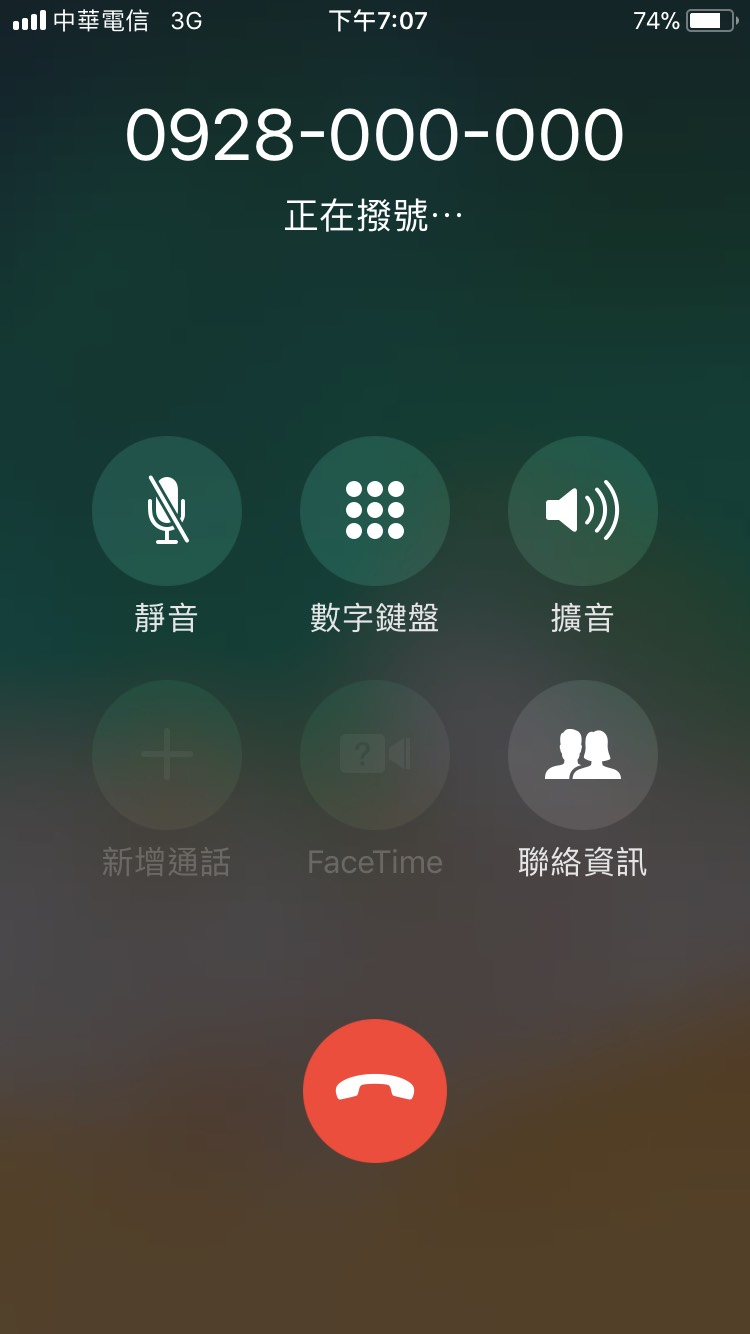 中華電信 3G 下午7:07 74%
0928-000-000
正在撥號⋯
靜音 數字鍵盤 擴音
?
新增通話 FaceTime 聯絡資訊